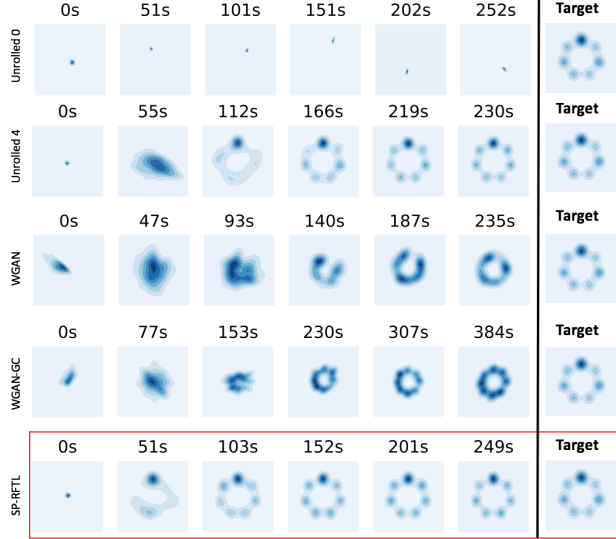 0s 51s 101s 151s 202s 252s Target
Unrolled 0
0s 55s 112s 166s 219s 230s Target
Unrolled 4
0s 47s 93s 140s 187s 235s Target
WGAN
0s 77s 153s 230s 307s 384s Target
WGAN-GC
0s 51s 103s 152s 201s 249s Target
SP-RFTL